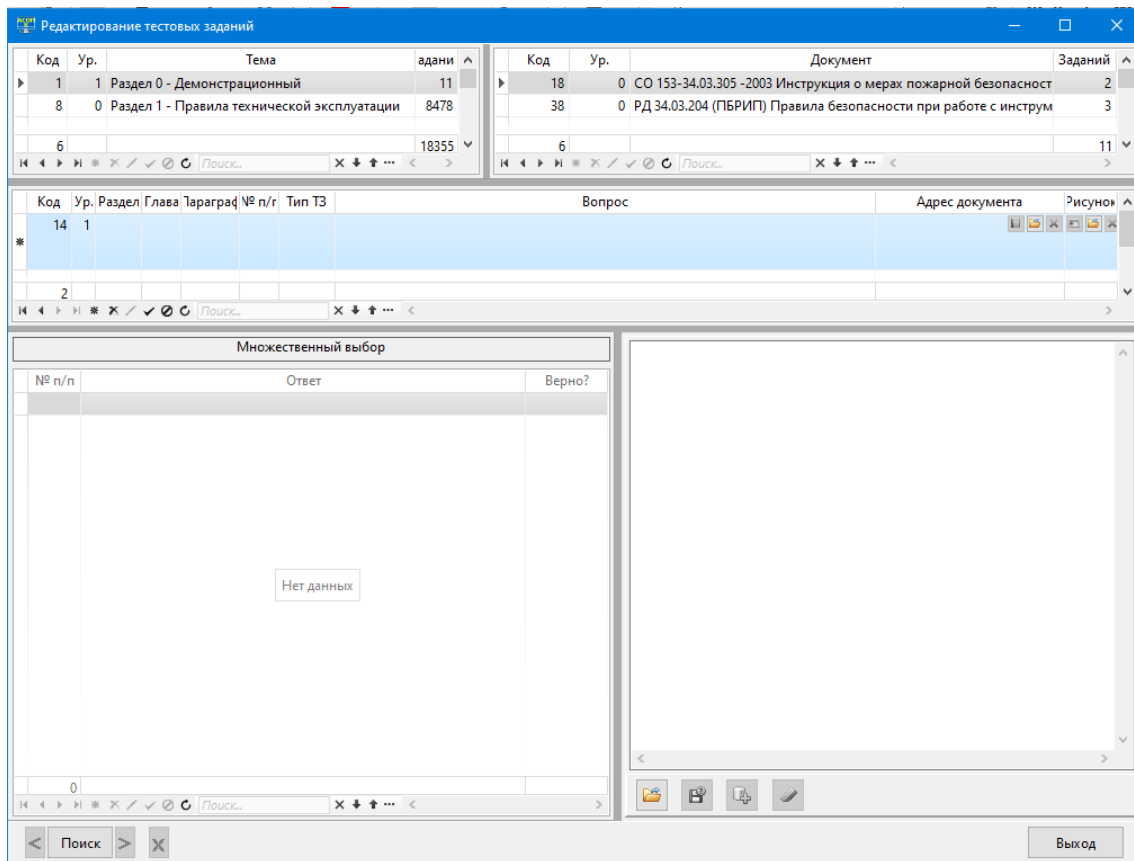 Редактирование тестовых заданий
Код Ур. Тема адани
1 1 Раздел 0 - Демонстрационный 11
8 0 Раздел 1 - Правила технической эксплуатации 8478
6 18355
Поиск...
Код Ур. Документ Заданий
18 0 СО 153-34.03.305 -2003 Инструкция о мерах пожарной безопасност 2
38 0 РД 34.03.204 (ПБРИП) Правила безопасности при работе с инструм 3
6 11
Поиск...
Код Ур. Раздел Глава Параграф № п/г Тип ТЗ Вопрос Адрес документа Рисунок
14 1
2
Поиск...
Множественный выбор
№ п/п Ответ Верно?
Нет данных
0
Поиск...
< Поиск > X
Выход